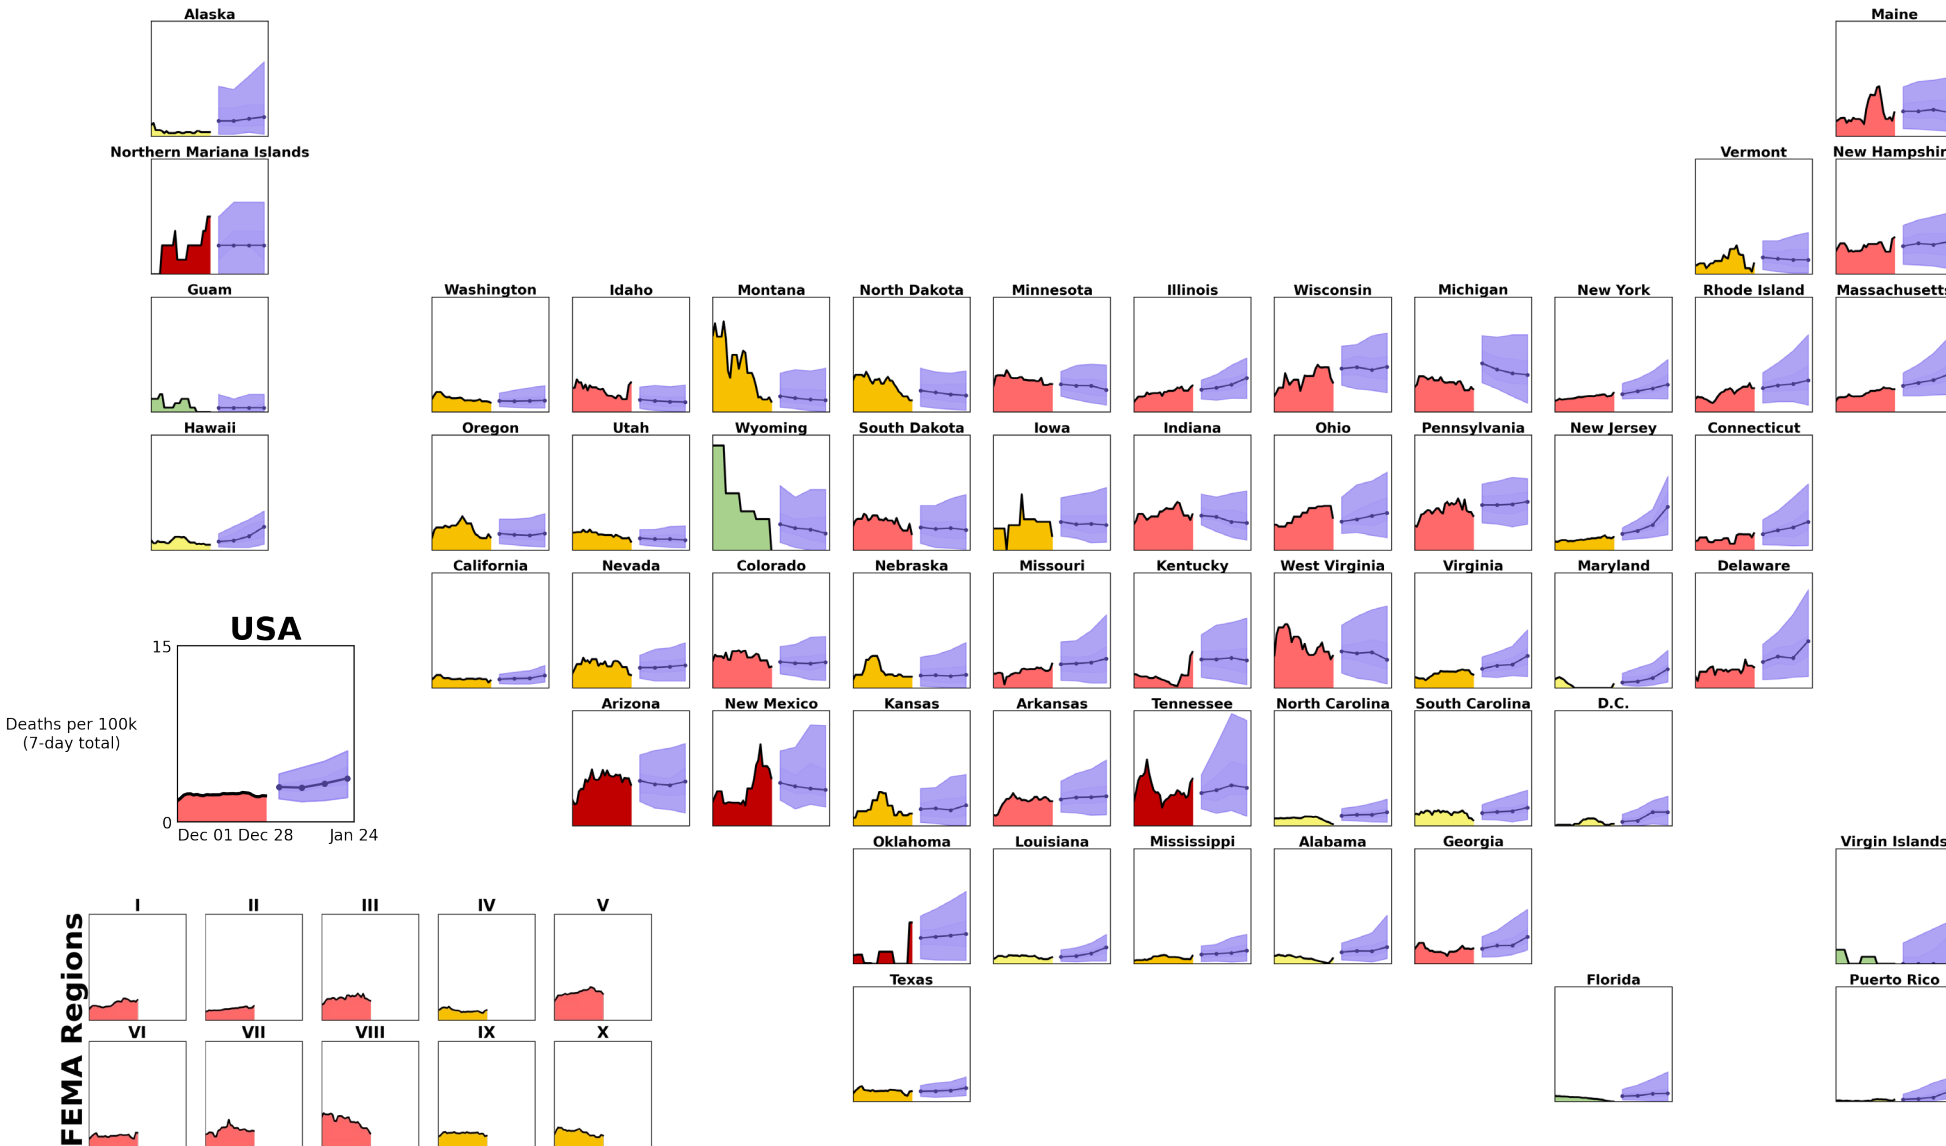 Alaska
Maine
Northern Mariana Islands
Vermont
New Hampshir
Guam
Washington
Idaho
Montana
North Dakota
Minnesota
Illinois
Wisconsin
Michigan
New York
Rhode Island
Massachusetts
Hawaii
Oregon
Utah
Wyoming
South Dakota
Iowa
Indiana
Ohio
Pennsylvania
New Jersey
Connecticut
California
Nevada
Colorado
Nebraska
Missouri
Kentucky
West Virginia
Virginia
Maryland
Delaware
USA
15
Deaths per 100k
(7-day total)
0
Dec 01 Dec 28 Jan 24
Arizona
New Mexico
Kansas
Arkansas
Tennessee
North Carolina
South Carolina
D.C.
Oklahoma
Louisiana
Mississippi
Alabama
Georgia
Virgin Islands
Texas
Florida
Puerto Rico
FEMA Regions
I
II
III
IV
V
VI
VII
VIII
IX
X